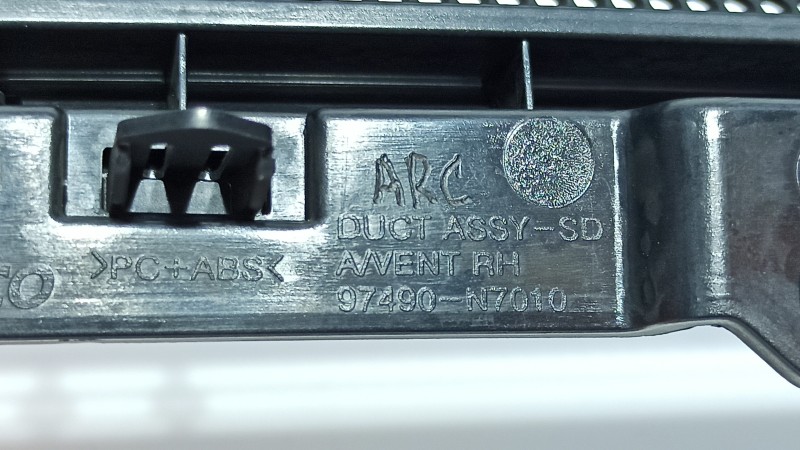 ARC
DUCT ASSY-SD
A/VENT RH
97490-N7010
>PC+ABS<